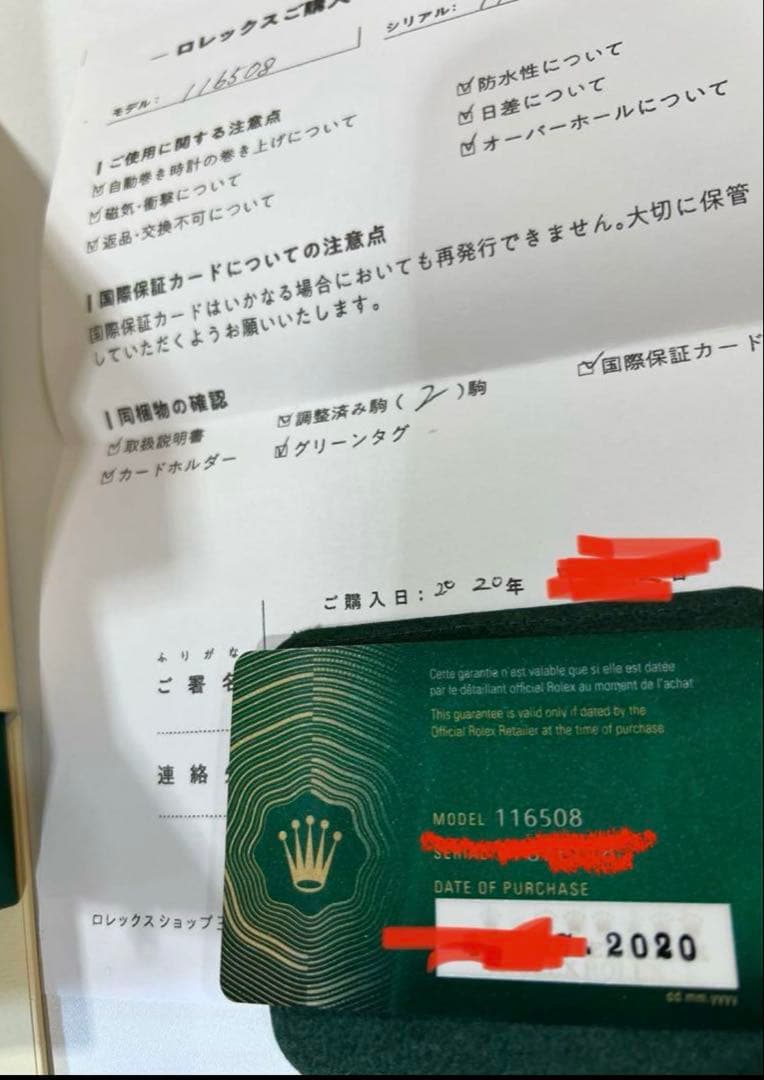 ロレックスご購入
シリアル:
モデル: 116508
ご使用に関する注意点
自動巻き時計の巻き上げについて
磁気・衝撃について
返品・交換不可について
防水性について
日差について
オーバーホールについて
国際保証カードについての注意点
国際保証カードはいかなる場合においても再発行できません。大切に保管
していただくようお願いいたします。
同梱物の確認
取扱説明書
カードホルダー
調整済み駒(2)駒
グリーンタグ
国際保証カード
ご購入日:2020年
ふりがな
ご署名
連絡
ロレックスショップ
Cette garantie n'est valable que si elle est datée
par le détaillant officiel Rolex au moment de l'achat
This guarantee is valid only if dated by the
Official Rolex Retailer at the time of purchase
MODEL 116508
SERIAL
DATE OF PURCHASE
2020
dd.mm.yyyy